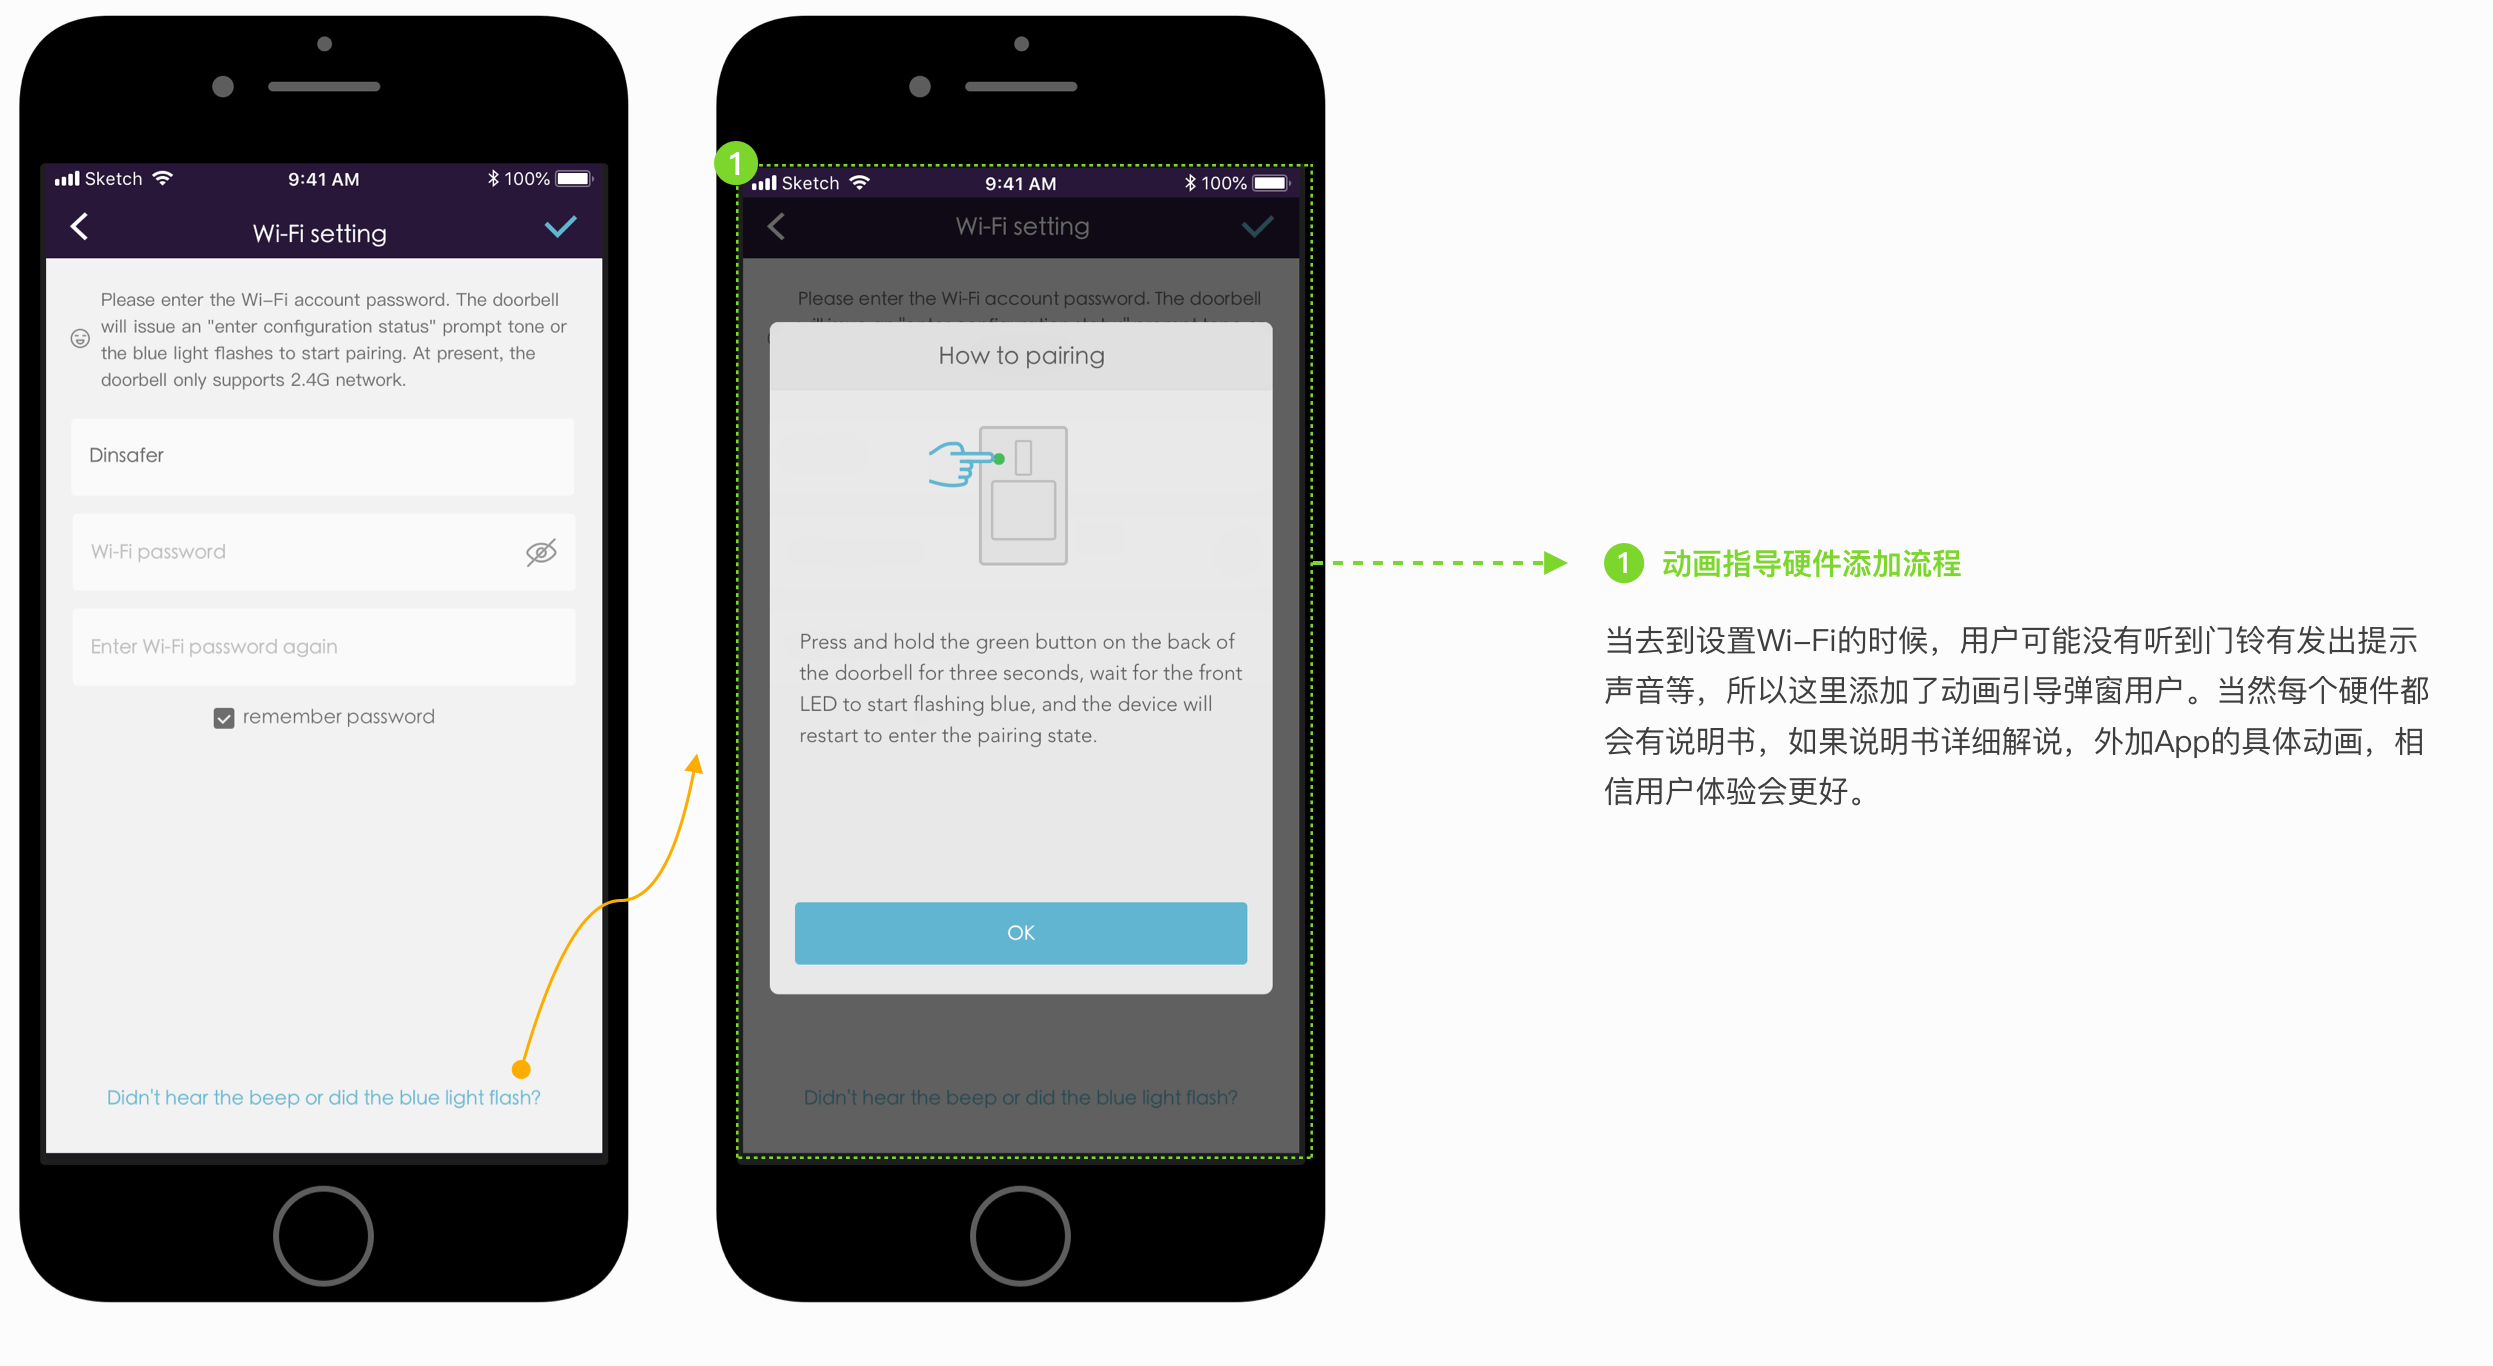 Sketch 9:41 AM 100%
Wi-Fi setting
Please enter the Wi-Fi account password. The doorbell
will issue an "enter configuration status" prompt tone or
the blue light flashes to start pairing. At present, the
doorbell only supports 2.4G network.
Dinsafer
Wi-Fi password
Enter Wi-Fi password again
remember password
Didn't hear the beep or did the blue light flash?
1
Sketch 9:41 AM 100%
Wi-Fi setting
Please enter the Wi-Fi account password. The doorbell
How to pairing
Press and hold the green button on the back of
the doorbell for three seconds, wait for the front
LED to start flashing blue, and the device will
restart to enter the pairing state.
OK
Didn't hear the beep or did the blue light flash?
1 动画指导硬件添加流程
当去到设置Wi-Fi的时候，用户可能没有听到门铃有发出提示
声音等，所以这里添加了动画引导弹窗用户。当然每个硬件都
会有说明书，如果说明书详细解说，外加App的具体动画，相
信用户体验会更好。